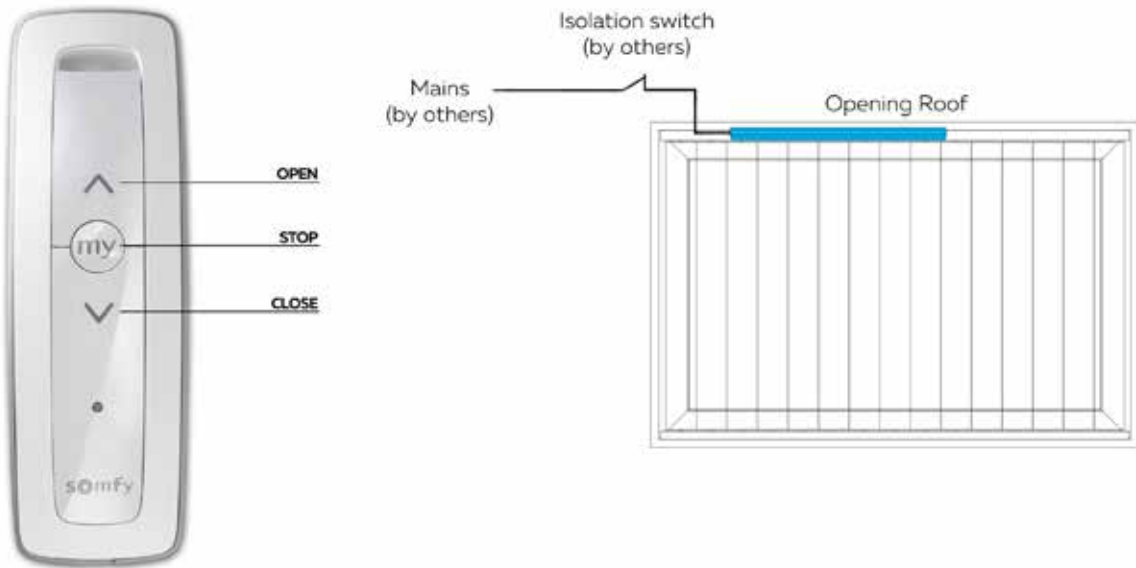 OPEN
my
STOP
CLOSE
somfy
Isolation switch
(by others)
Mains
(by others)
Opening Roof